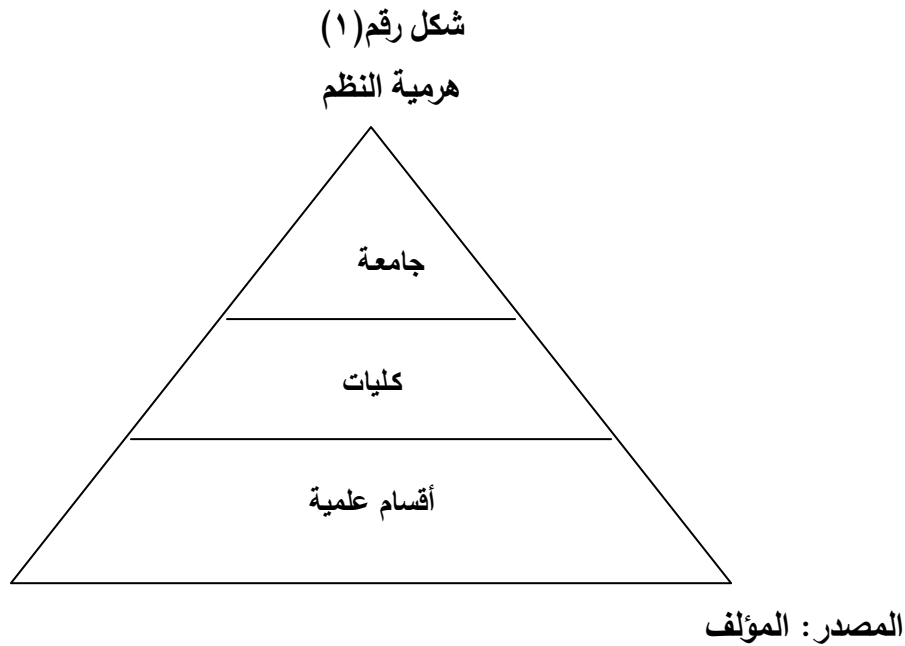 شكل رقم(١)
هرمية النظم
جامعة
كليات
أقسام علمية
المصدر: المؤلف